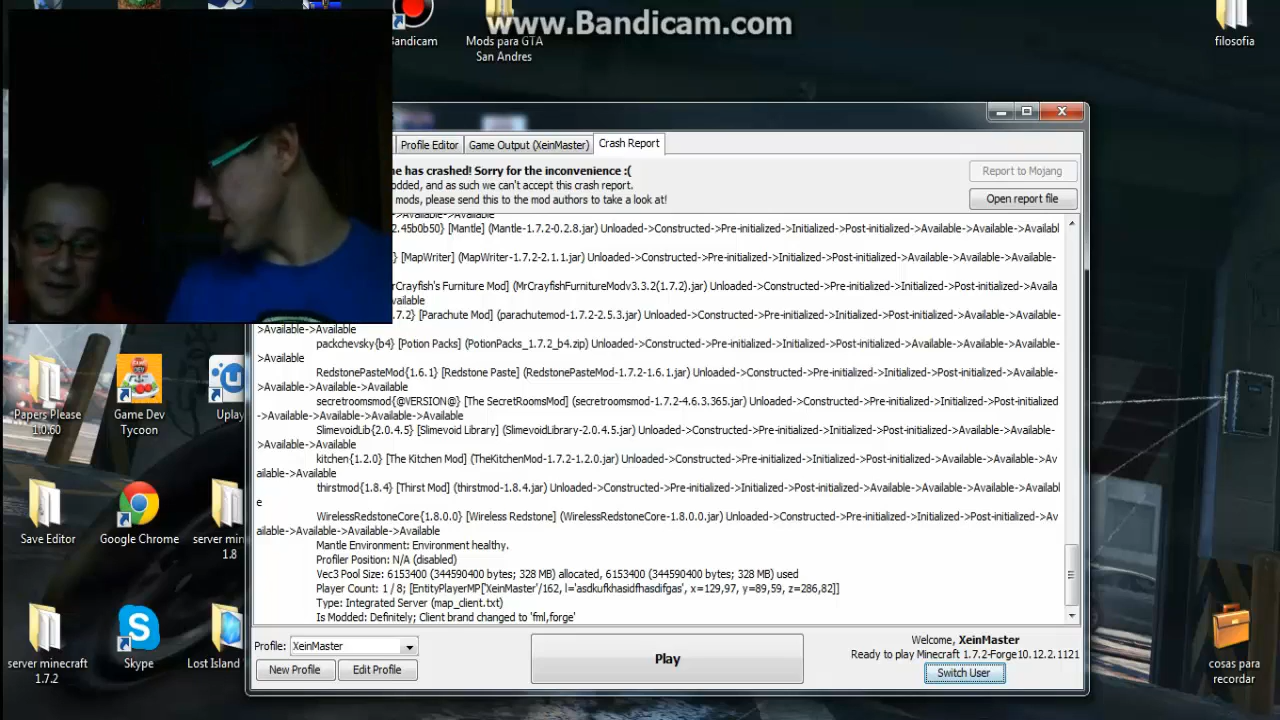 www.Bandicam.com
Bandicam
Mods para GTA
San Andres
filosofia
Profile Editor
Game Output (XeinMaster)
Crash Report
ne has crashed! Sorry for the inconvenience :(
odded, and as such we can't accept this crash report.
mods, please send this to the mod authors to take a look at!
Report to Mojang
Open report file
->Available->Available
2.45b0b50} [Mantle] (Mantle-1.7.2-0.2.8.jar) Unloaded->Constructed->Pre-initialized->Initialized->Post-initialized->Available->Available->Availabl
} [MapWriter] (MapWriter-1.7.2-2.1.1.jar) Unloaded->Constructed->Pre-initialized->Initialized->Post-initialized->Available->Available->Available-
rCrayfish's Furniture Mod] (MrCrayfishFurnitureModv3.3.2(1.7.2).jar) Unloaded->Constructed->Pre-initialized->Initialized->Post-initialized->Availa
vailable
.7.2} [Parachute Mod] (parachutemod-1.7.2-2.5.3.jar) Unloaded->Constructed->Pre-initialized->Initialized->Post-initialized->Available->Available-
>Available->Available
packchevsky{b4} [Potion Packs] (PotionPacks_1.7.2_b4.zip) Unloaded->Constructed->Pre-initialized->Initialized->Post-initialized->Available->Available-
>Available
RedstonePasteMod{1.6.1} [Redstone Paste] (RedstonePasteMod-1.7.2-1.6.1.jar) Unloaded->Constructed->Pre-initialized->Initialized->Post-initialized-
>Available->Available->Available
secretroomsmod{@VERSION@} [The SecretRoomsMod] (secretroomsmod-1.7.2-4.6.3.365.jar) Unloaded->Constructed->Pre-initialized->Initialized->Post-initialized
->Available->Available->Available->Available
SlimevoidLib{2.0.4.5} [Slimevoid Library] (SlimevoidLibrary-2.0.4.5.jar) Unloaded->Constructed->Pre-initialized->Initialized->Post-initialized->Available->Available-
>Available->Available
kitchen{1.2.0} [The Kitchen Mod] (TheKitchenMod-1.7.2-1.2.0.jar) Unloaded->Constructed->Pre-initialized->Initialized->Post-initialized->Available->Available->Av
ailable->Available
thirstmod{1.8.4} [Thirst Mod] (thirstmod-1.8.4.jar) Unloaded->Constructed->Pre-initialized->Initialized->Post-initialized->Available->Available->Available->Availabl
e
WirelessRedstoneCore{1.8.0.0} [Wireless Redstone] (WirelessRedstoneCore-1.8.0.0.jar) Unloaded->Constructed->Pre-initialized->Initialized->Post-initialized->Av
ailable->Available->Available->Available
Mantle Environment: Environment healthy.
Profiler Position: N/A (disabled)
Vec3 Pool Size: 6153400 (344590400 bytes; 328 MB) allocated, 6153400 (344590400 bytes; 328 MB) used
Player Count: 1 / 8; [EntityPlayerMP['XeinMaster'/162, l='asdkufkhasidfhasdifgas', x=129,97, y=89,59, z=286,82]]
Type: Integrated Server (map_client.txt)
Is Modded: Definitely; Client brand changed to 'fml,forge'
Profile:
XeinMaster
New Profile
Edit Profile
Play
Welcome, XeinMaster
Ready to play Minecraft 1.7.2-Forge10.12.2.1121
Switch User
Papers Please
1.0.60
Game Dev
Tycoon
Uplay
Save Editor
Google Chrome
server min
1.8
server minecraft
1.7.2
Skype
Lost Island
cosas para
recordar